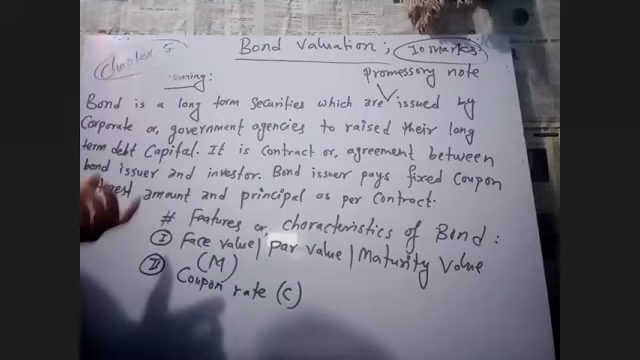 Chapter 5
Bond Valuation; 10 marks
Meaning:
promessory note
Bond is a long term securities which are issued by
Corporate or, government agencies to raised their long
term debt Capital. It is contract or, agreement between
bond issuer and investor. Bond issuer pays fixed coupon
amount and principal as per contract.
# Features or characteristics of Bond:
I Face value | par value | Maturity Value
(M)
II Coupon rate (C)